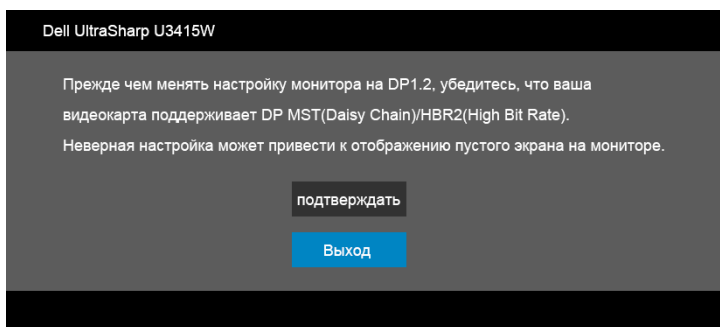 Dell UltraSharp U3415W
Прежде чем менять настройку монитора на DP1.2, убедитесь, что ваша
видеокарта поддерживает DP MST(Daisy Chain)/HBR2(High Bit Rate).
Неверная настройка может привести к отображению пустого экрана на мониторе.
подтверждать
Выход